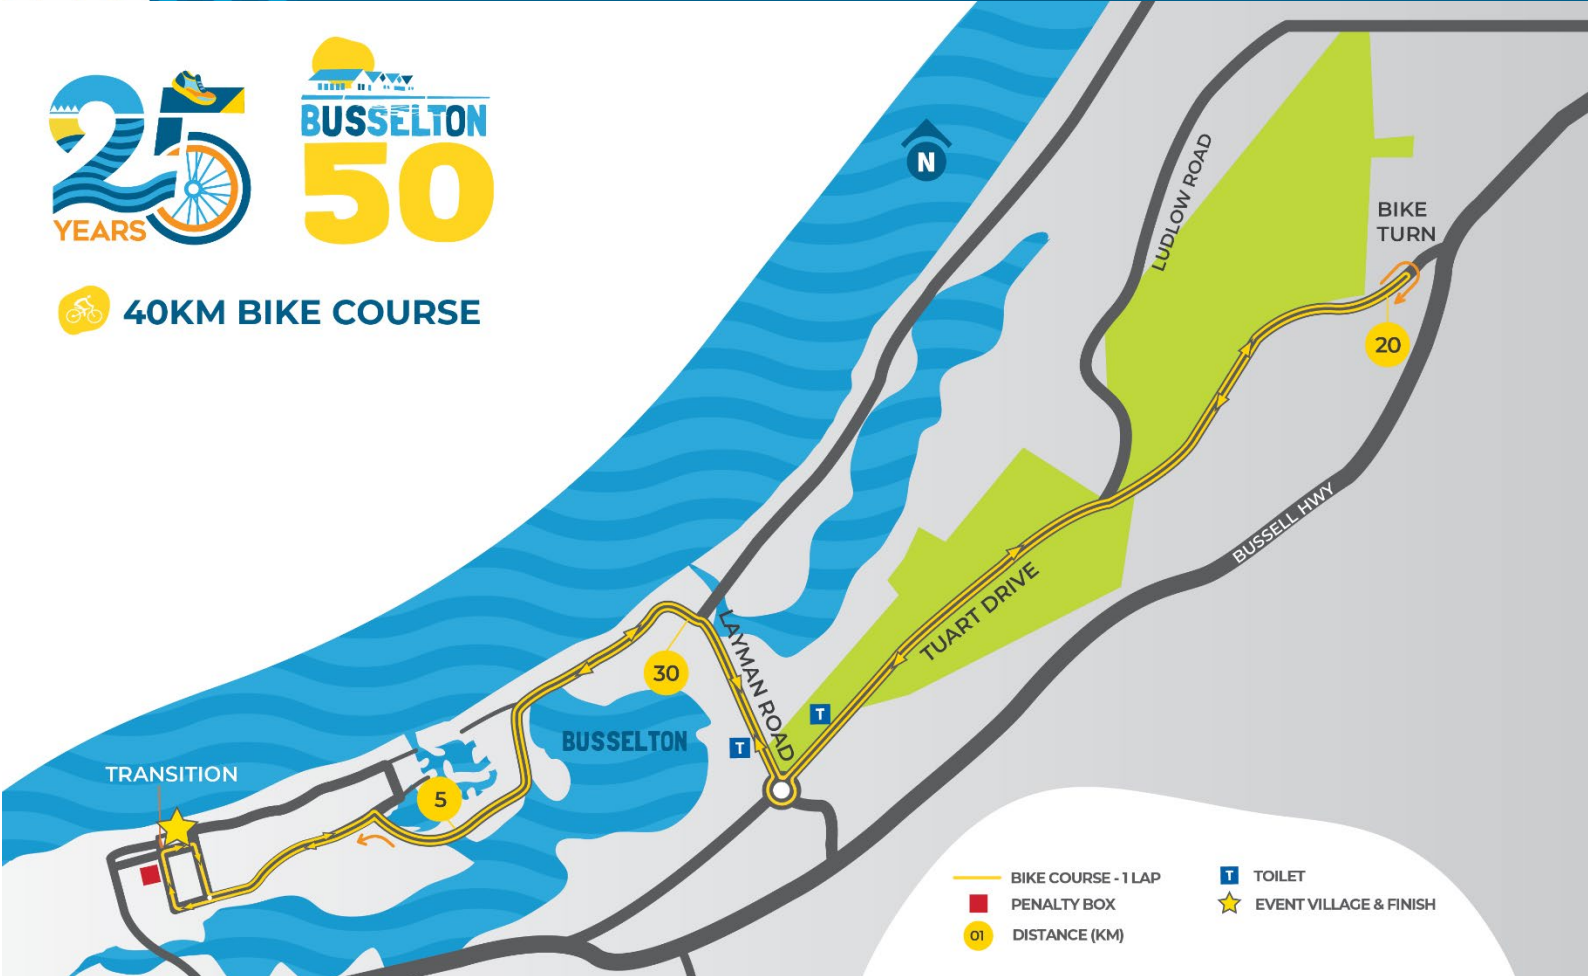 25
YEARS
BUSSELTON
50
40KM BIKE COURSE
N
LUDLOW ROAD
BIKE
TURN
20
BUSSELL HWY
TUART DRIVE
LAYMAN ROAD
30
T
T
BUSSELTON
TRANSITION
5
BIKE COURSE - 1 LAP
PENALTY BOX
01 DISTANCE (KM)
T TOILET
EVENT VILLAGE & FINISH